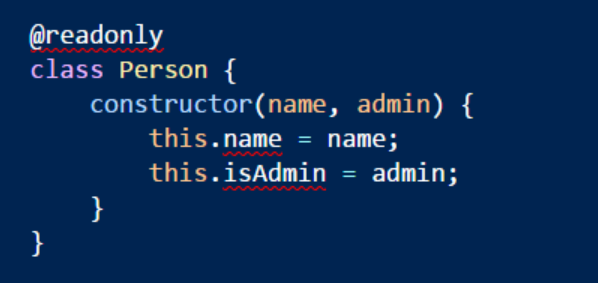 @readonly
class Person {
    constructor(name, admin) {
        this.name = name;
        this.isAdmin = admin;
    }
}